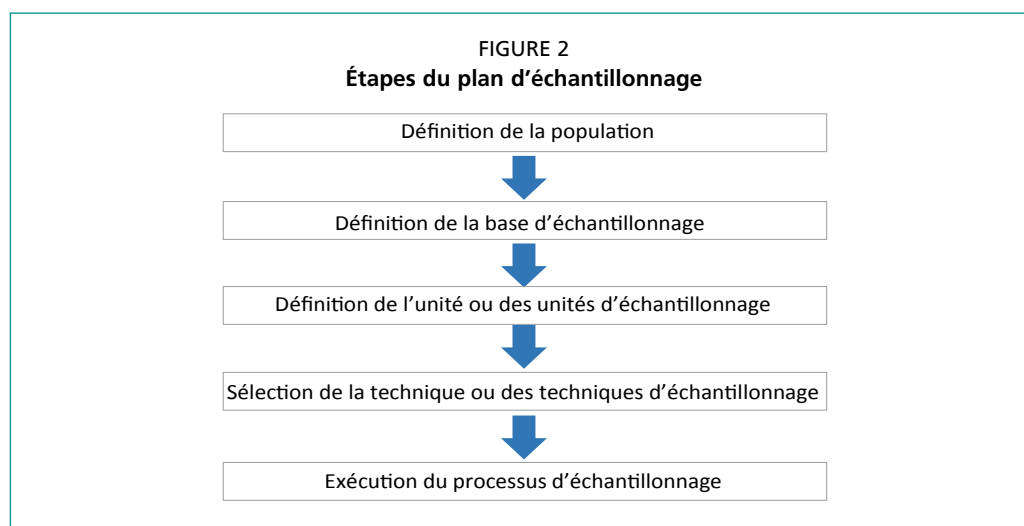 FIGURE 2
Étapes du plan d'échantillonnage
Définition de la population
Définition de la base d'échantillonnage
Définition de l'unité ou des unités d'échantillonnage
Sélection de la technique ou des techniques d'échantillonnage
Exécution du processus d'échantillonnage